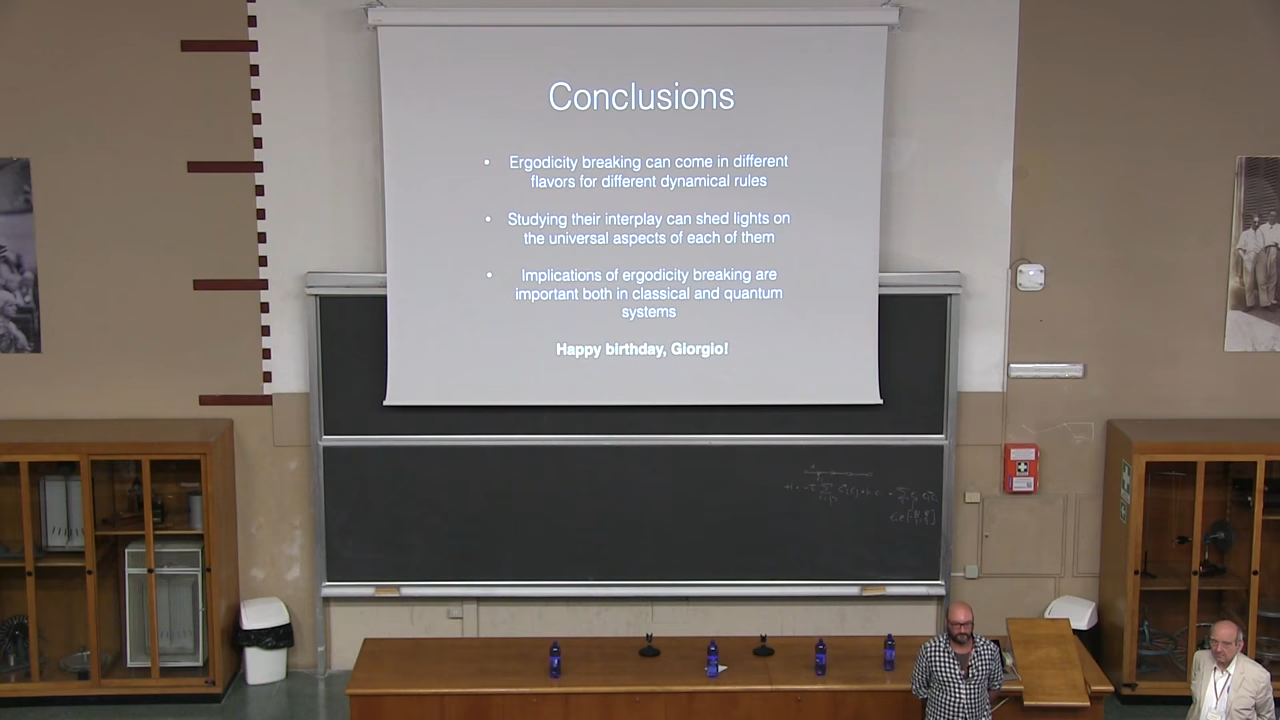 Conclusions
• Ergodicity breaking can come in different
flavors for different dynamical rules
• Studying their interplay can shed lights on
the universal aspects of each of them
• Implications of ergodicity breaking are
important both in classical and quantum
systems
Happy birthday, Giorgio!